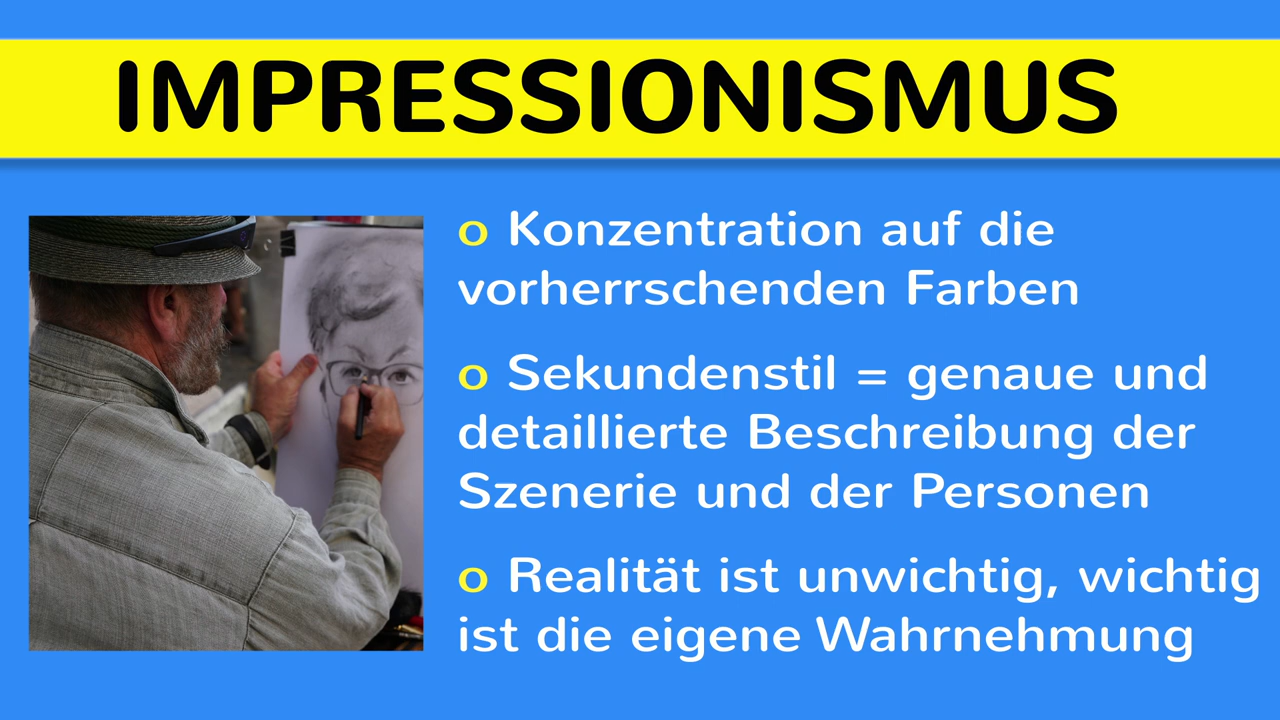 IMPRESSIONISMUS
o Konzentration auf die
vorherrschenden Farben
o Sekundenstil = genaue und
detaillierte Beschreibung der
Szenerie und der Personen
o Realität ist unwichtig, wichtig
ist die eigene Wahrnehmung